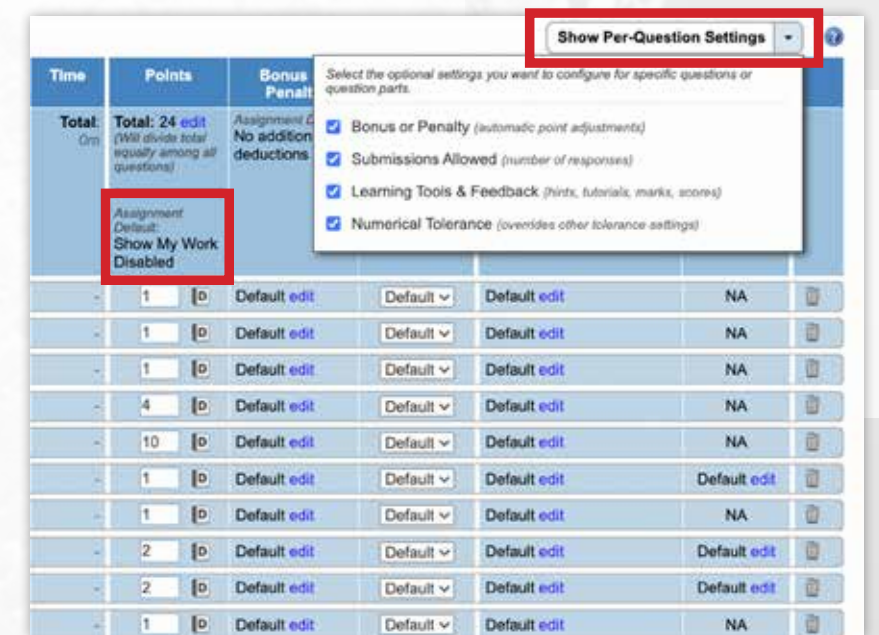 Show Per-Question Settings
Time Points Bonus Penalt
Select the optional settings you want to configure for specific questions or
question parts.
Bonus or Penalty (automatic point adjustments)
Submissions Allowed (number of responses)
Learning Tools & Feedback (hints, tutorials, marks, scores)
Numerical Tolerance (overrides other tolerance settings)
Total:
0m
Total: 24 edit
(Will divide total
equally among all
questions)
Assignment
Default:
Show My Work
Disabled
Assignment D
No addition
deductions
- 1 D Default edit Default Default edit NA
- 1 D Default edit Default Default edit NA
- 1 D Default edit Default Default edit NA
- 4 D Default edit Default Default edit NA
- 10 D Default edit Default Default edit NA
- 1 D Default edit Default Default edit Default edit
- 1 D Default edit Default Default edit NA
- 2 D Default edit Default Default edit Default edit
- 2 D Default edit Default Default edit Default edit
- 1 D Default edit Default Default edit NA